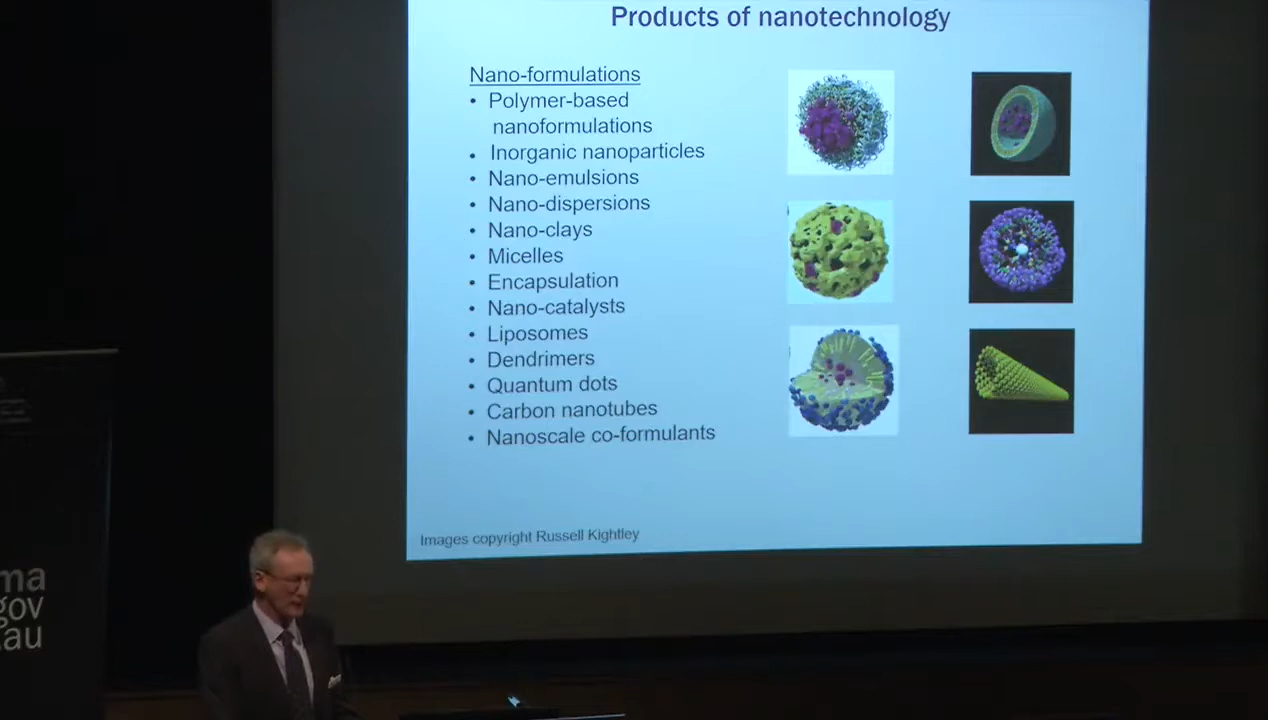 Products of nanotechnology
Nano-formulations
• Polymer-based
nanoformulations
• Inorganic nanoparticles
• Nano-emulsions
• Nano-dispersions
• Nano-clays
• Micelles
• Encapsulation
• Nano-catalysts
• Liposomes
• Dendrimers
• Quantum dots
• Carbon nanotubes
• Nanoscale co-formulants
Images copyright Russell Kightley
ma
gov
.au